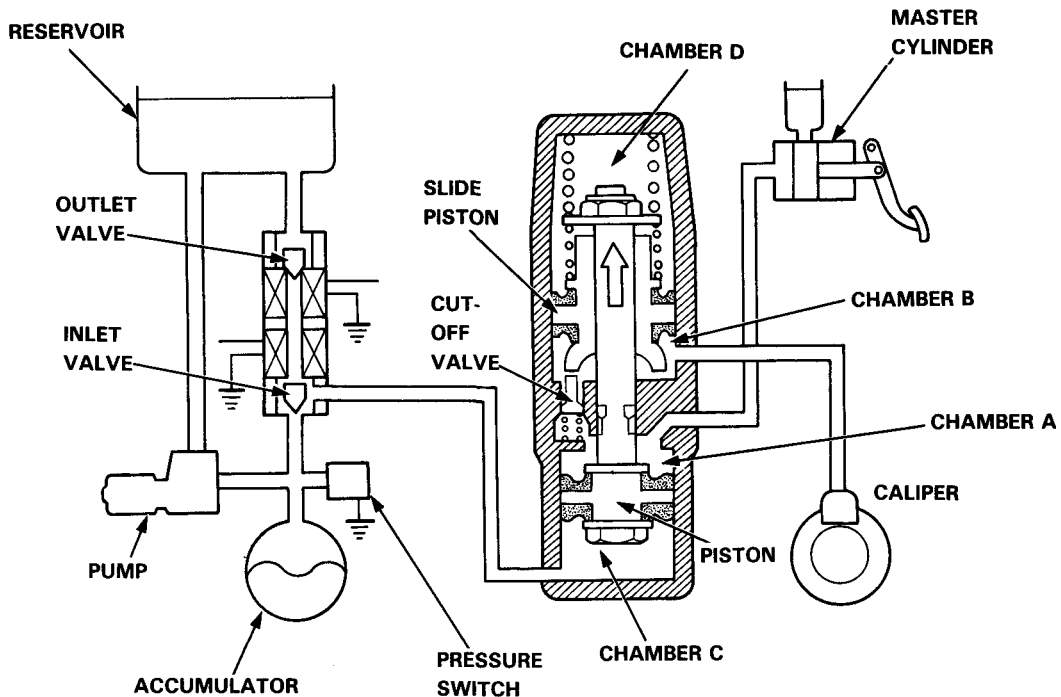 RESERVOIR
CHAMBER D
MASTER
CYLINDER
SLIDE
PISTON
OUTLET
VALVE
CUT-
OFF
VALVE
CHAMBER B
INLET
VALVE
CHAMBER A
CALIPER
PISTON
PUMP
CHAMBER C
PRESSURE
SWITCH
ACCUMULATOR